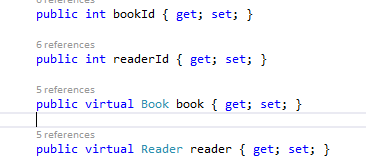 public int bookId { get; set; }
6 references
public int readerId { get; set; }
5 references
public virtual Book book { get; set; }
5 references
public virtual Reader reader { get; set; }